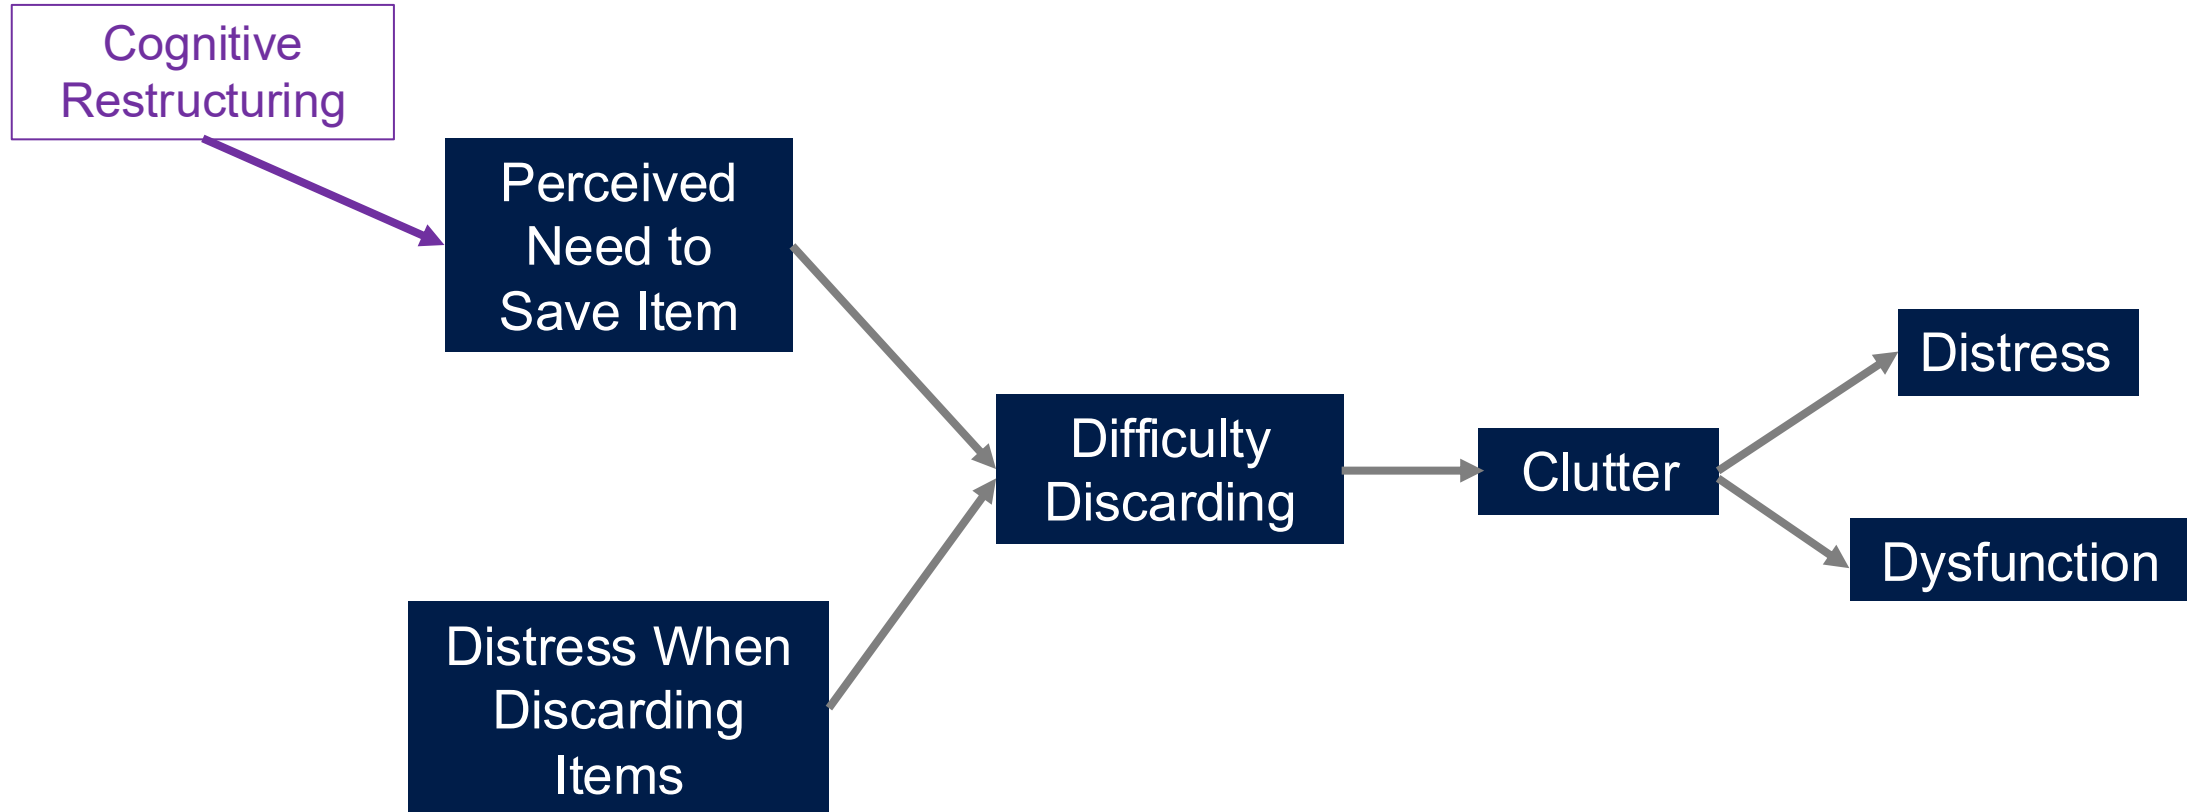 Cognitive
Restructuring
Perceived
Need to
Save Item
Distress When
Discarding
Items
Difficulty
Discarding
Clutter
Distress
Dysfunction